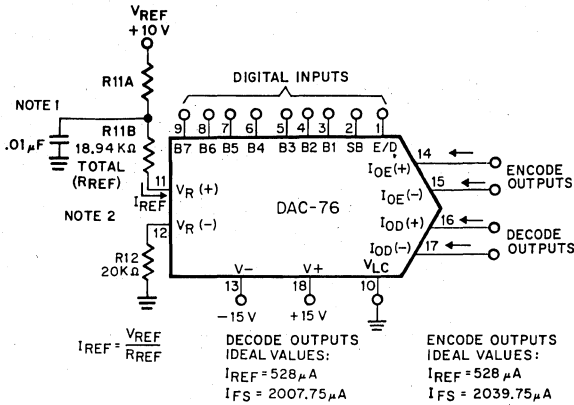 VREF
+10 V
R11A
DIGITAL INPUTS
NOTE 1
9 8 7 6 5 4 3 2 1
.01 µF
R11B
18.94 KΩ
TOTAL
(RREF)
B7 B6 B5 B4 B3 B2 B1 SB E/D
14
IOE(+)
ENCODE
OUTPUTS
15
IOE(-)
11
IREF
VR (+)
DAC-76
16
IOD(+)
DECODE
OUTPUTS
NOTE 2
12
VR (-)
17
IOD(-)
R12
20KΩ
V- V+ VLC
13 18 10
-15 V +15 V
IREF = VREF
RREF
DECODE OUTPUTS
IDEAL VALUES:
IREF = 528µA
IFS = 2007.75µA
ENCODE OUTPUTS
IDEAL VALUES:
IREF = 528 µA
IFS = 2039.75µA